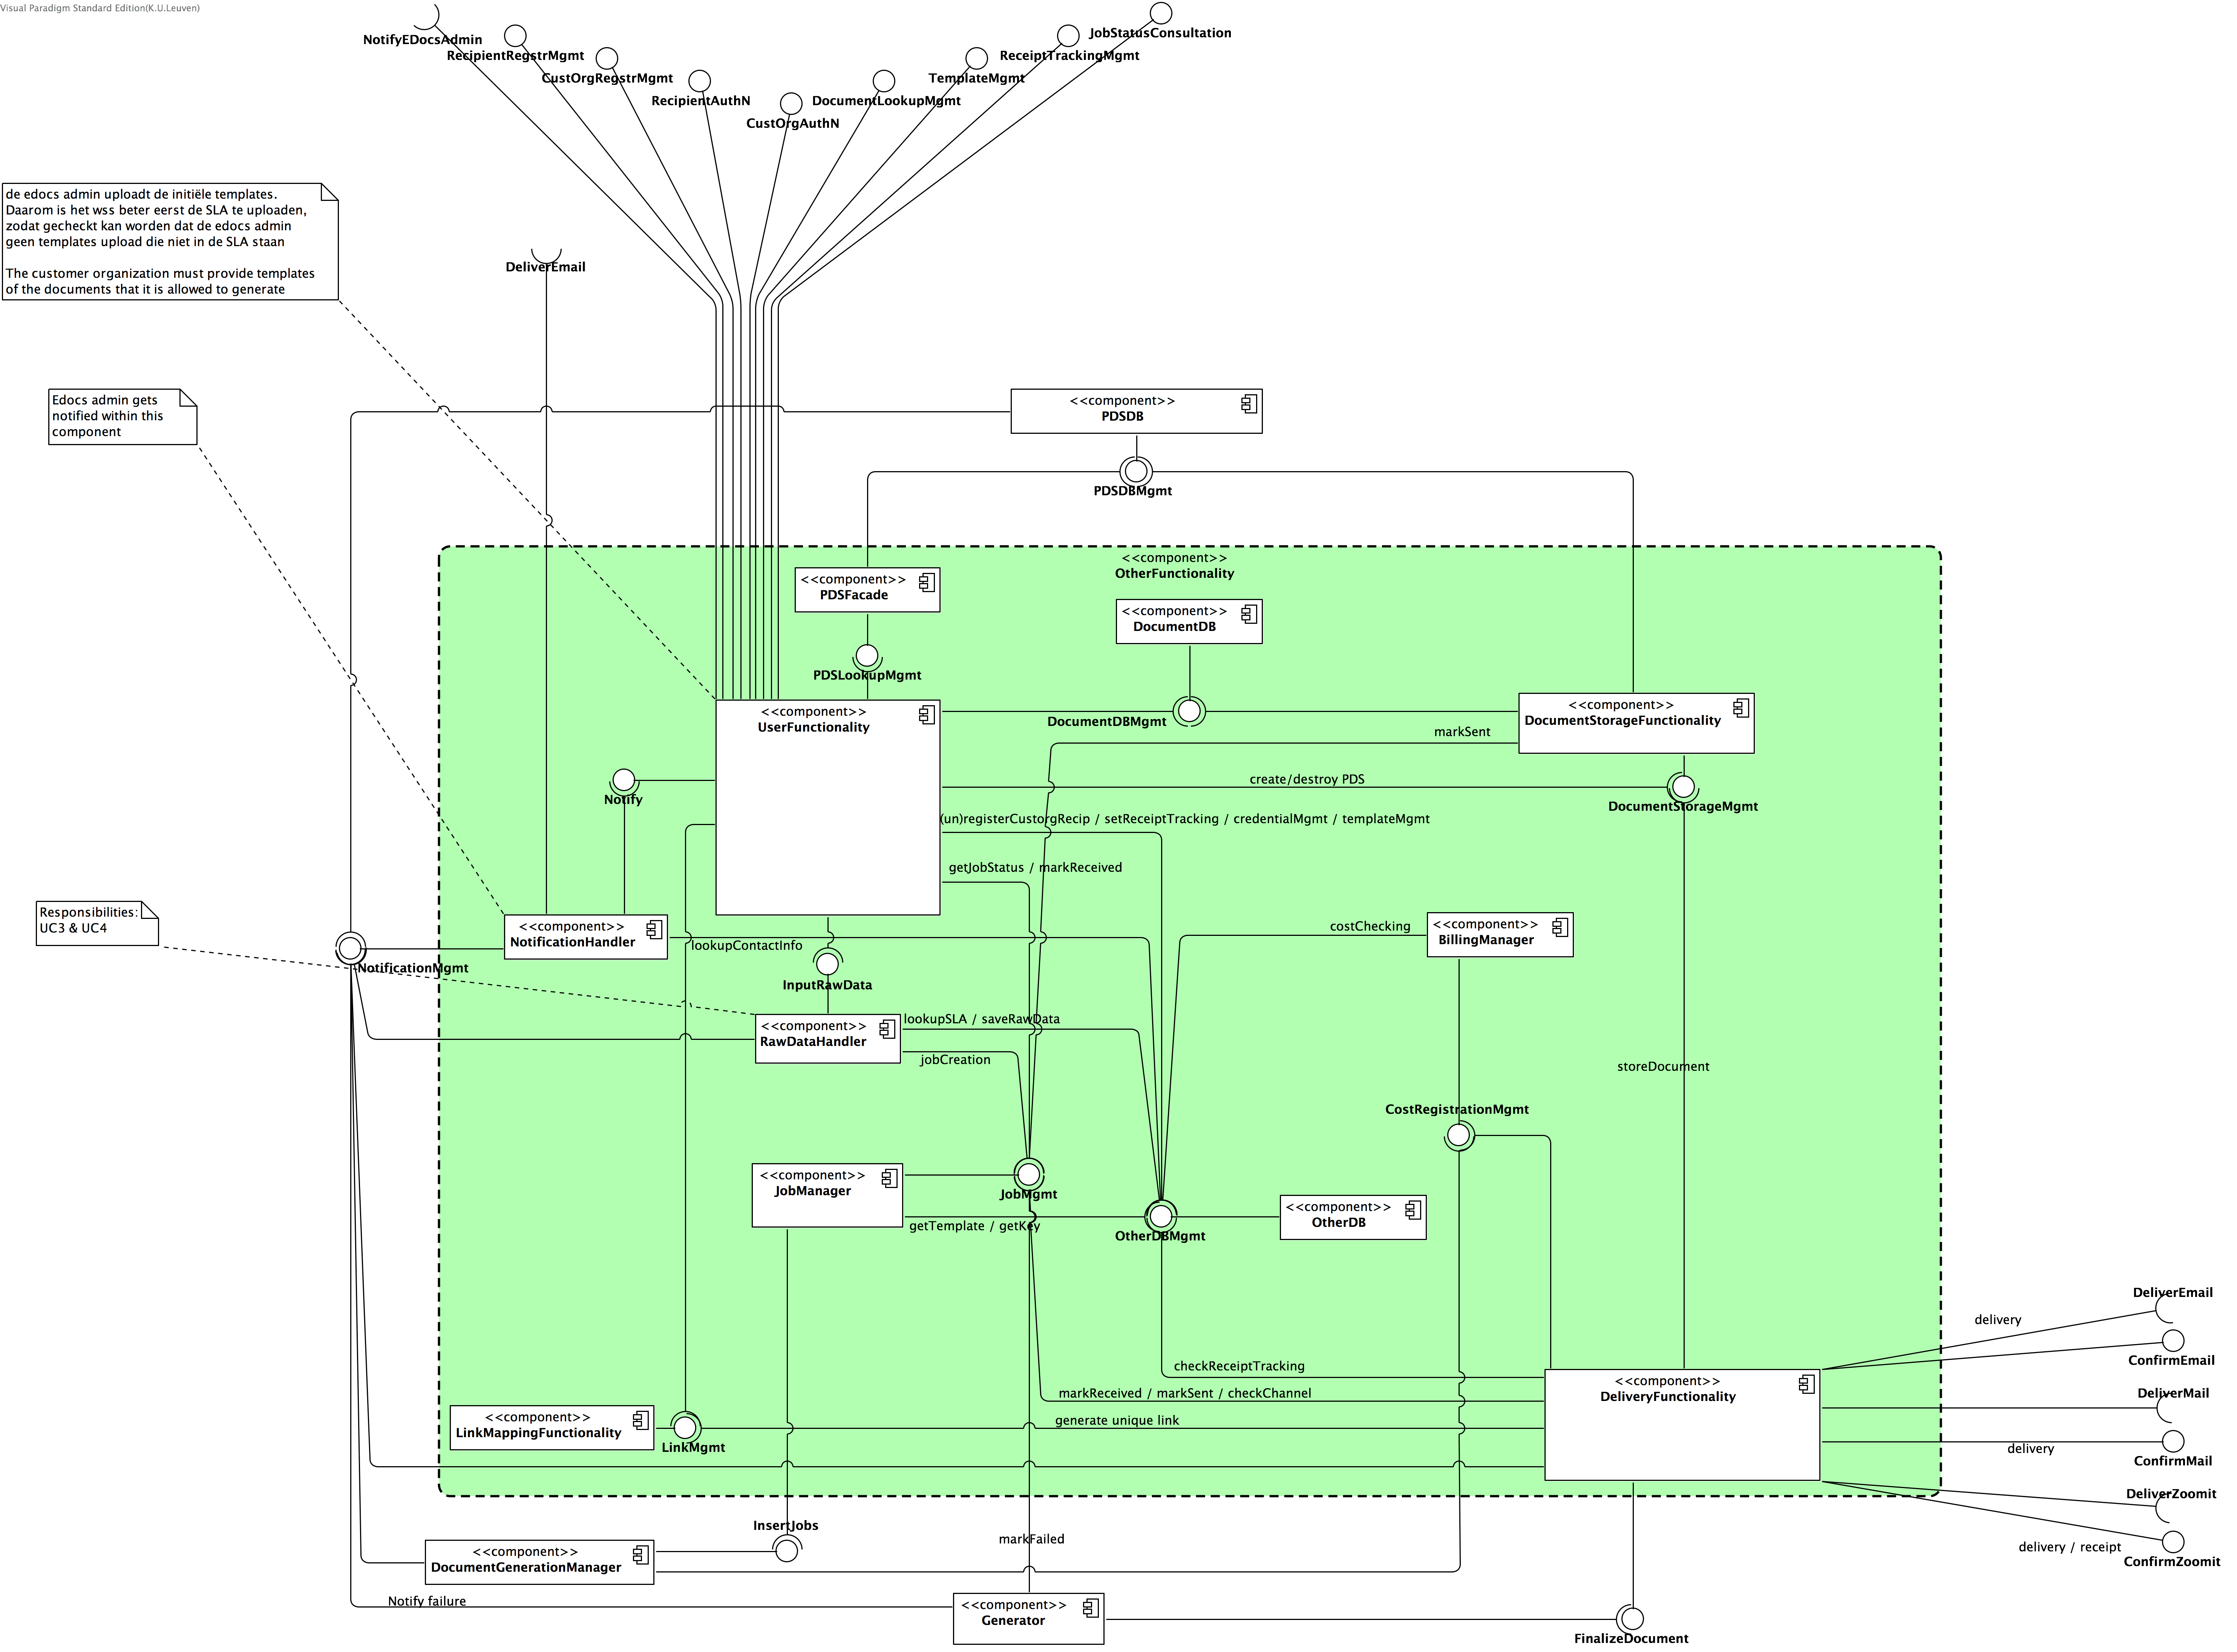 Visual Paradigm Standard Edition(K.U.Leuven)
NotifyEDocsAdmin
RecipientRegstrMgmt
CustOrgRegstrMgmt
RecipientAuthN
CustOrgAuthN
DocumentLookupMgmt
TemplateMgmt
ReceiptTrackingMgmt
JobStatusConsultation
de edocs admin uploadt de initiële templates.
Daarom is het wss beter eerst de SLA te uploaden,
zodat gecheckt kan worden dat de edocs admin
geen templates upload die niet in de SLA staan
The customer organization must provide templates
of the documents that it is allowed to generate
DeliverEmail
Edocs admin gets
notified within this
component
<<component>>
PDSDB
PDSDBMgmt
<<component>>
OtherFunctionality
<<component>>
PDSFacade
<<component>>
DocumentDB
PDSLookupMgmt
<<component>>
UserFunctionality
DocumentDBMgmt
<<component>>
DocumentStorageFunctionality
markSent
create/destroy PDS
Notify
DocumentStorageMgmt
(un)registerCustorgRecip / setReceiptTracking / credentialMgmt / templateMgmt
getJobStatus / markReceived
Responsibilities:
UC3 & UC4
<<component>>
NotificationHandler
lookupContactInfo
costChecking
<<component>>
BillingManager
NotificationMgmt
InputRawData
<<component>>
RawDataHandler
lookupSLA / saveRawData
jobCreation
storeDocument
CostRegistrationMgmt
<<component>>
JobManager
JobMgmt
getTemplate / getKey
OtherDBMgmt
<<component>>
OtherDB
DeliverEmail
delivery
ConfirmEmail
checkReceiptTracking
<<component>>
DeliveryFunctionality
markReceived / markSent / checkChannel
DeliverMail
<<component>>
LinkMappingFunctionality
LinkMgmt
generate unique link
delivery
ConfirmMail
DeliverZoomit
InsertJobs
markFailed
delivery / receipt
ConfirmZoomit
<<component>>
DocumentGenerationManager
Notify failure
<<component>>
Generator
FinalizeDocument